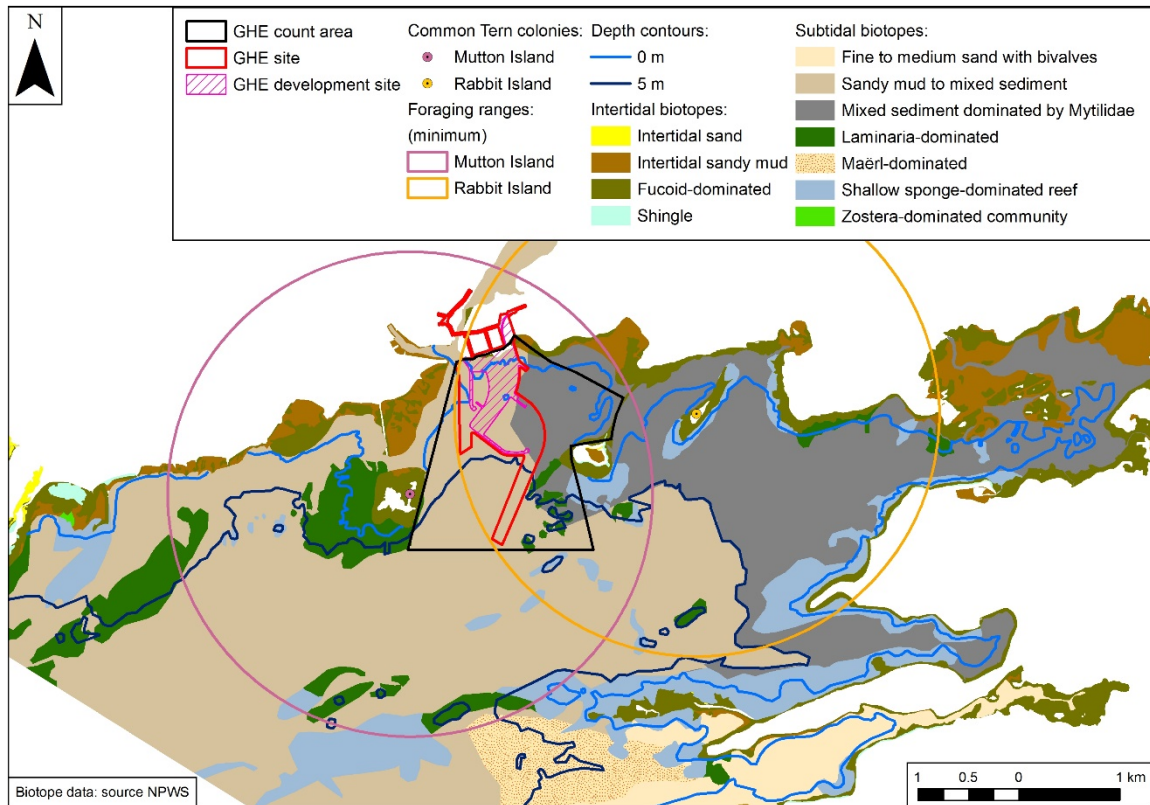 N
GHE count area
GHE site
GHE development site
Common Tern colonies:
Mutton Island
Rabbit Island
Foraging ranges:
(minimum)
Mutton Island
Rabbit Island
Depth contours:
0 m
5 m
Intertidal biotopes:
Intertidal sand
Intertidal sandy mud
Fucoid-dominated
Shingle
Subtidal biotopes:
Fine to medium sand with bivalves
Sandy mud to mixed sediment
Mixed sediment dominated by Mytilidae
Laminaria-dominated
Maërl-dominated
Shallow sponge-dominated reef
Zostera-dominated community
Biotope data: source NPWS
1 0.5 0 1 km